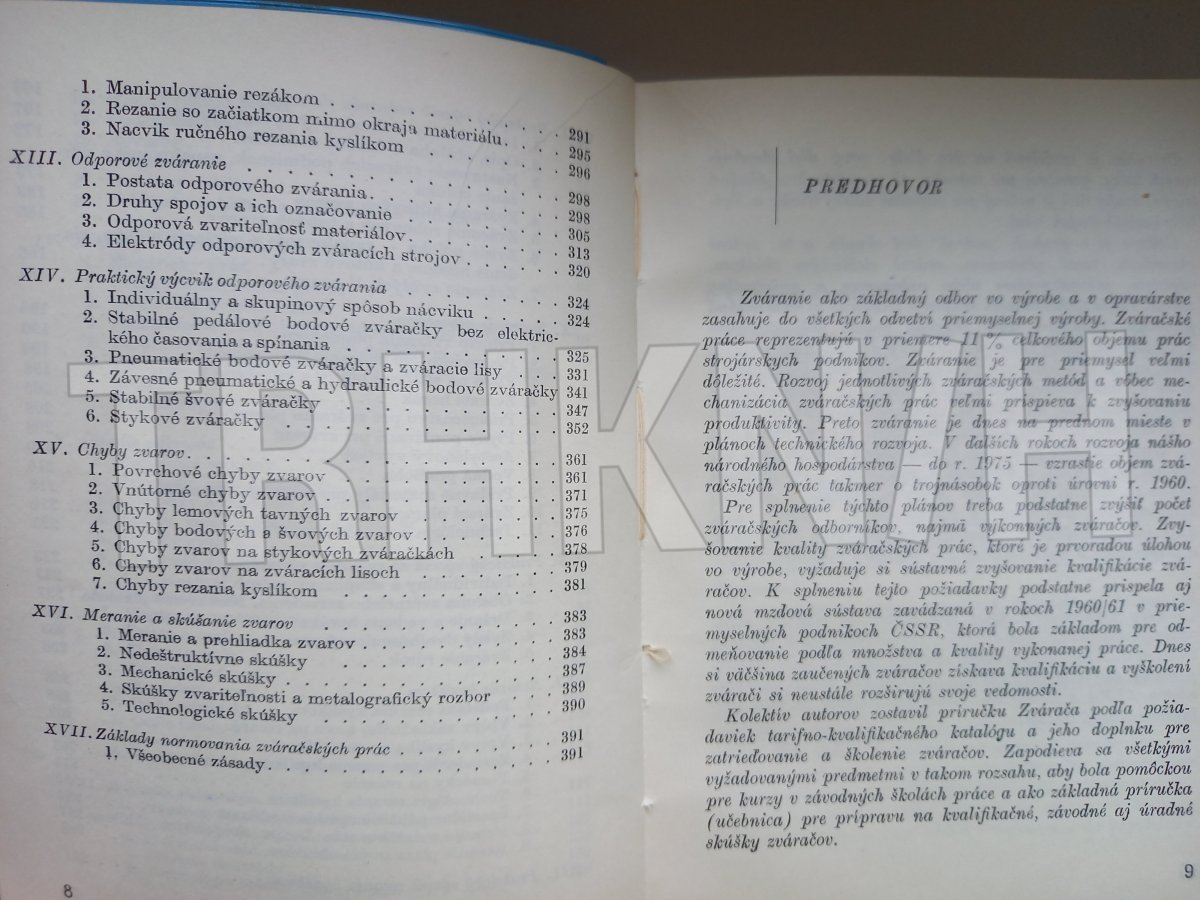 1. Manipulovanie rezákom . . . . . . . . . . 291
2. Rezanie so začiatkom mimo okraja materiálu . . . 295
3. Nacvik ručného rezania kyslíkom . . . . . . 296
XIII. Odporové zváranie . . . . . . . . . . . . 298
1. Postata odporového zvárania . . . . . . . . 298
2. Druhy spojov a ich označovanie . . . . . . . 305
3. Odporová zvariteľnosť materiálov . . . . . . 313
4. Elektródy odporových zváracích strojov . . . . 320
XIV. Praktický výcvik odporového zvárania . . . . . . 324
1. Individuálny a skupinový spôsob nácviku . . . . 324
2. Stabilné pedálové bodové zváračky bez elektric-
kého časovania a spínania . . . . . . . . 325
3. Pneumatické bodové zváračky a zváracie lisy . . . 331
4. Závesné pneumatické a hydraulické bodové zváračky 341
5. Stabilné švové zváračky . . . . . . . . . 347
6. Stykové zváračky . . . . . . . . . . . 352
XV. Chyby zvarov . . . . . . . . . . . . . . 361
1. Povrchové chyby zvarov . . . . . . . . . 361
2. Vnútorné chyby zvarov . . . . . . . . . . 371
3. Chyby lemových tavných zvarov . . . . . . 375
4. Chyby bodových a švových zvarov . . . . . . 376
5. Chyby zvarov na stykových zváračkách . . . . 378
6. Chyby zvarov na zváracích lisoch . . . . . . 379
7. Chyby rezania kyslíkom . . . . . . . . . 381
XVI. Meranie a skúšanie zvarov . . . . . . . . . 383
1. Meranie a prehliadka zvarov . . . . . . . . 383
2. Nedeštruktívne skúšky . . . . . . . . . . 384
3. Mechanické skúšky . . . . . . . . . . . 387
4. Skúšky zvariteľnosti a metalografický rozbor . . . 389
5. Technologické skúšky . . . . . . . . . . 390
XVII. Základy normovania zváračských prác . . . . . . 391
1. Všeobecné zásady . . . . . . . . . . . . 391
8
PREDHOVOR
Zváranie ako základný odbor vo výrobe a v opravárstve
zasahuje do všetkých odvetví priemyselnej výroby. Zváračské
práce reprezentujú v priemere 11 % celkového objemu prác
strojárskych podnikov. Zváranie je pre priemysel veľmi
dôležité. Rozvoj jednotlivých zváračských metód a vôbec me-
chanizácia zváračských prác veľmi prispieva k zvyšovaniu
produktivity. Preto zváranie je dnes na prednom mieste v
plánoch technického rozvoja. V ďalších rokoch rozvoja nášho
národného hospodárstva — do r. 1975 — vzrastie objem zvá-
račských prác takmer o trojnásobok oproti úrovni r. 1960.
Pre splnenie týchto plánov treba podstatne zvýšiť počet
zváračských odborníkov, najmä výkonných zváračov. Zvy-
šovanie kvality zváračských prác, ktoré je prvoradou úlohou
vo výrobe, vyžaduje si sústavné zvyšovanie kvalifikácie zvá-
račov. K splneniu tejto požiadavky podstatne prispela aj
nová mzdová sústava zavádzaná v rokoch 1960/61 v prie-
myselných podnikoch ČSSR, ktorá bola základom pre od-
meňovanie podľa množstva a kvality vykonanej práce. Dnes
si väčšina zaučených zváračov získava kvalifikáciu a vyškolení
zvárači si neustále rozširujú svoje vedomosti.
Kolektív autorov zostavil príručku Zvárača podľa požia-
daviek tarifno-kvalifikačného katalógu a jeho doplnku pre
zatrieďovanie a školenie zváračov. Zapodieva sa všetkými
vyžadovanými predmetmi v takom rozsahu, aby bola pomôckou
pre kurzy v závodných školách práce a ako základná príručka
(učebnica) pre prípravu na kvalifikačné, závodné aj úradné
skúšky zváračov.
9
TRHKNIH